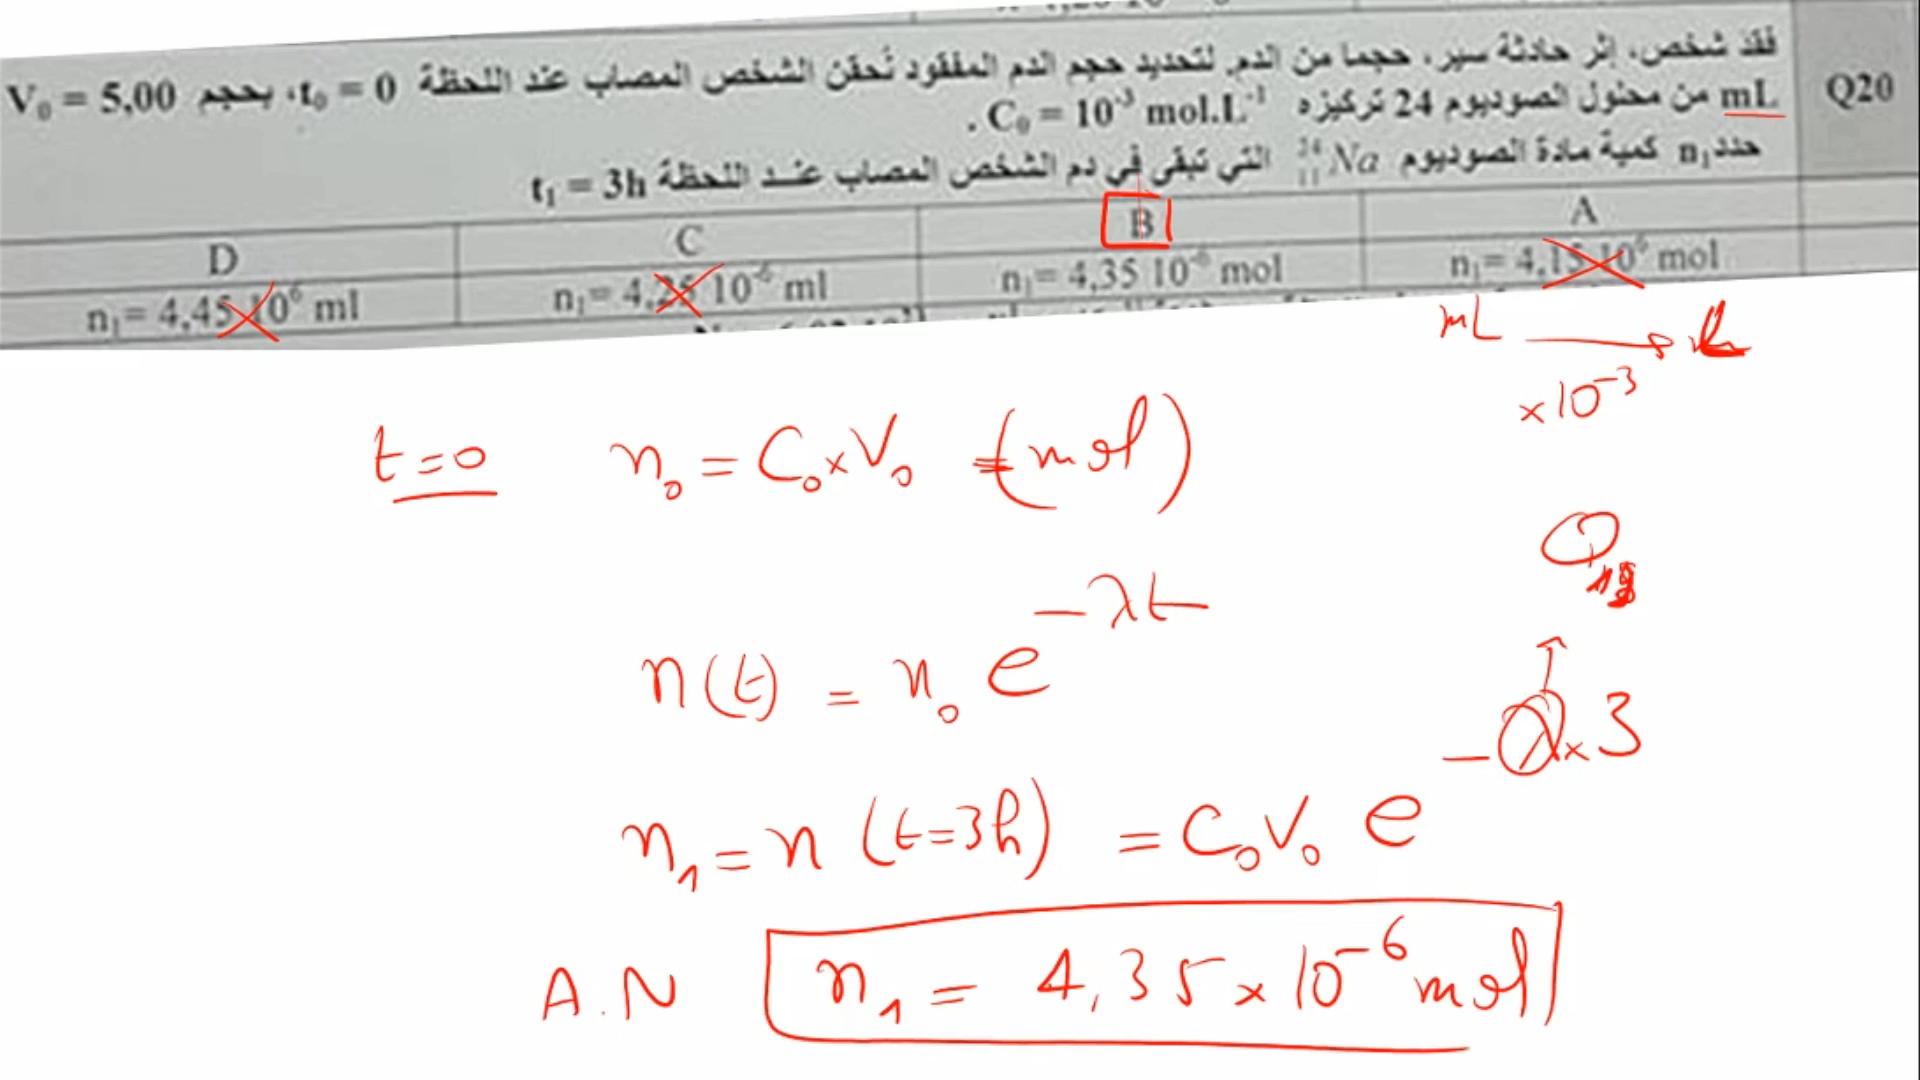 Q20
فقد شخص، إثر حادثة سير، حجما من الدم. لتحديد حجم الدم المفقود نُحقن الشخص المصاب عند اللحظة t₀ = 0، بحجم V₀ = 5,00
mL من محلول الصوديوم 24 تركيزه C₀ = 10⁻³ mol.L⁻¹ .
حدد n₁ كمية مادة الصوديوم ²⁴₁₁Na التي تبقى في دم الشخص المصاب عند اللحظة t₁ = 3h
A B C D
n₁= 4,15 10⁶ mol n₁= 4,35 10⁻⁶ mol n₁= 4,25 10⁻⁶ ml n₁= 4,45 10⁶ ml
mL → L
×10⁻³
t=0 n₀ = C₀×V₀ = (mol)
n(t) = n₀ e^(-λt)
n₁ = n (t=3h) = C₀V₀ e^(-λ×3)
A.N n₁ = 4,35×10⁻⁶ mol